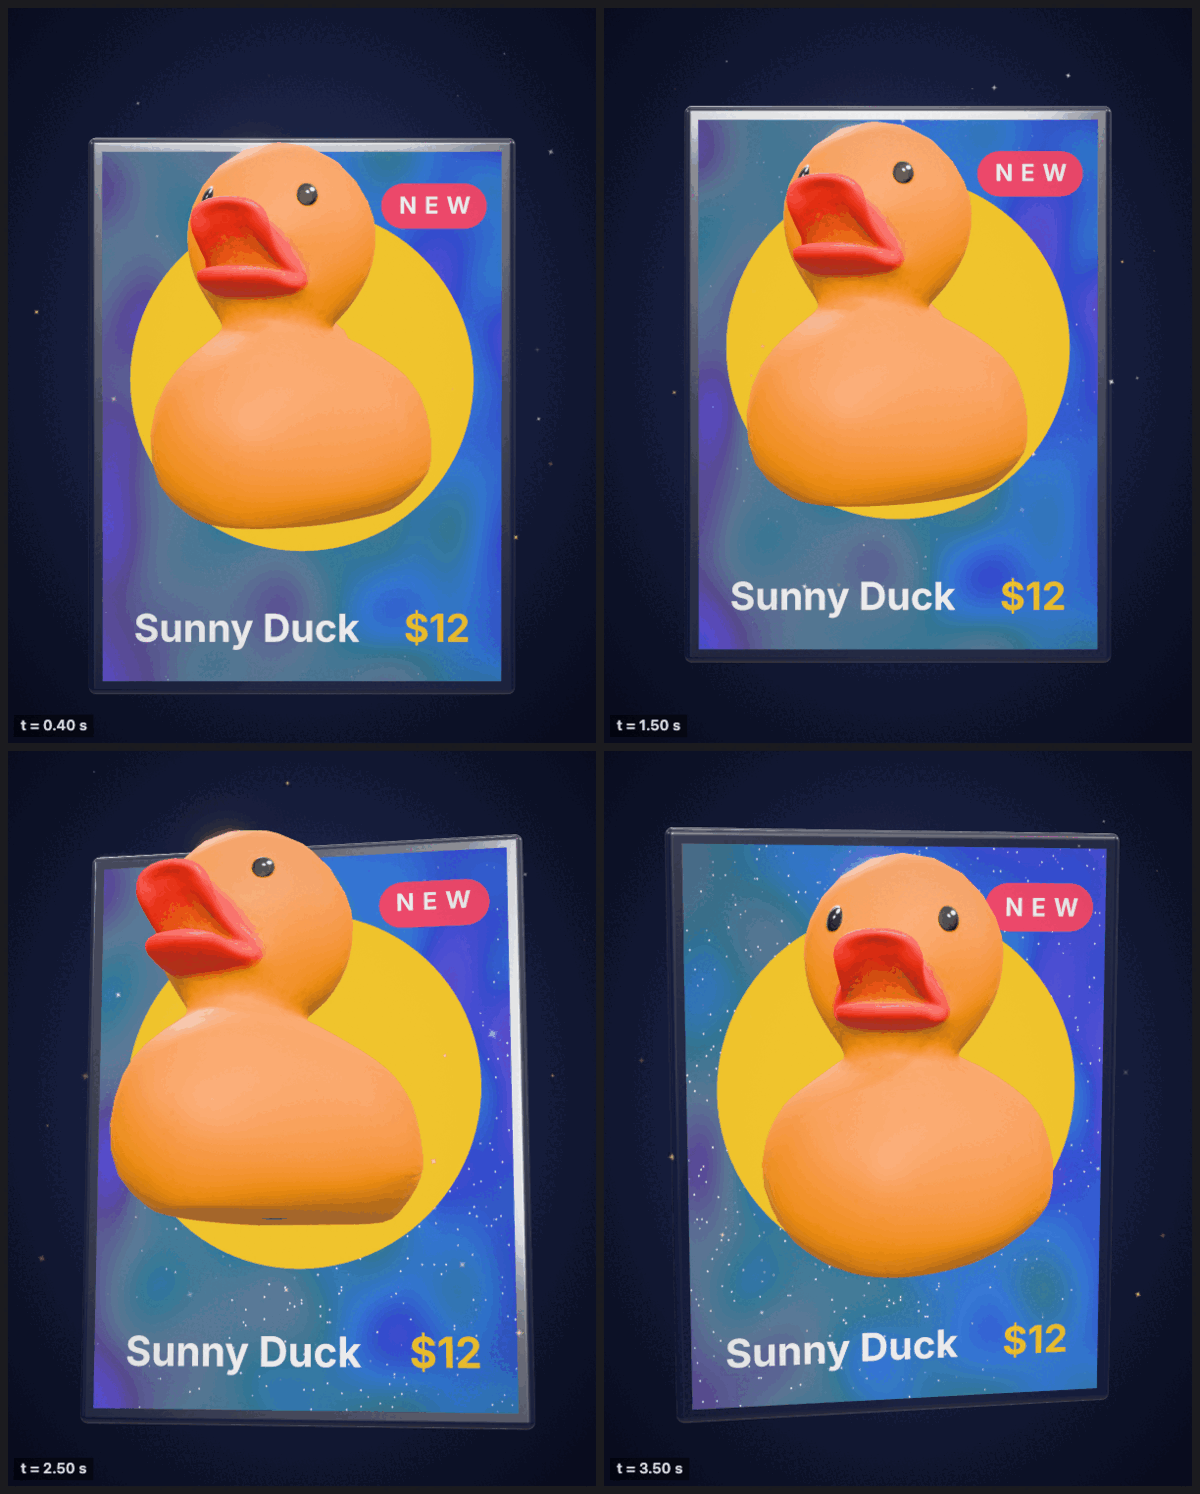 NEW
Sunny Duck $12
t = 0.40 s
NEW
Sunny Duck $12
t = 1.50 s
NEW
Sunny Duck $12
t = 2.50 s
NEW
Sunny Duck $12
t = 3.50 s